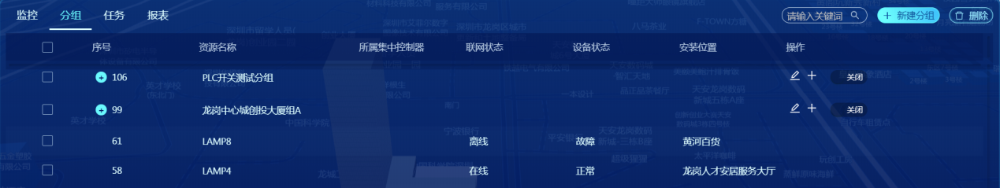 监控 分组 任务 报表 请输入关键词 + 新建分组 删除
序号 资源名称 所属集中控制器 联网状态 设备状态 安装位置 操作
106 PLC开关测试分组 关闭
99 龙岗中心城创投大厦组A 关闭
61 LAMP8 离线 故障 黄河百货
58 LAMP4 在线 正常 龙岗人才安居服务大厅